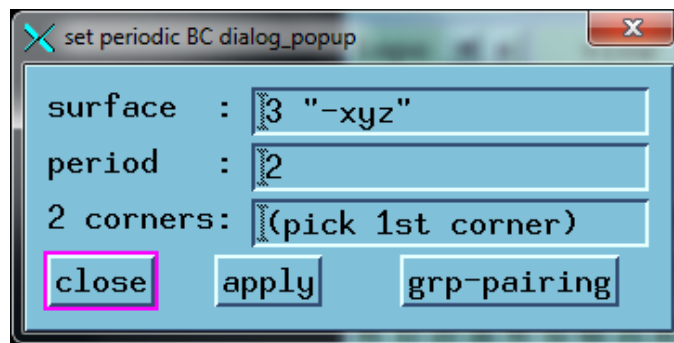 set periodic BC dialog_popup
surface : 3 "-xyz"
period : 2
2 corners: (pick 1st corner)
close apply grp-pairing